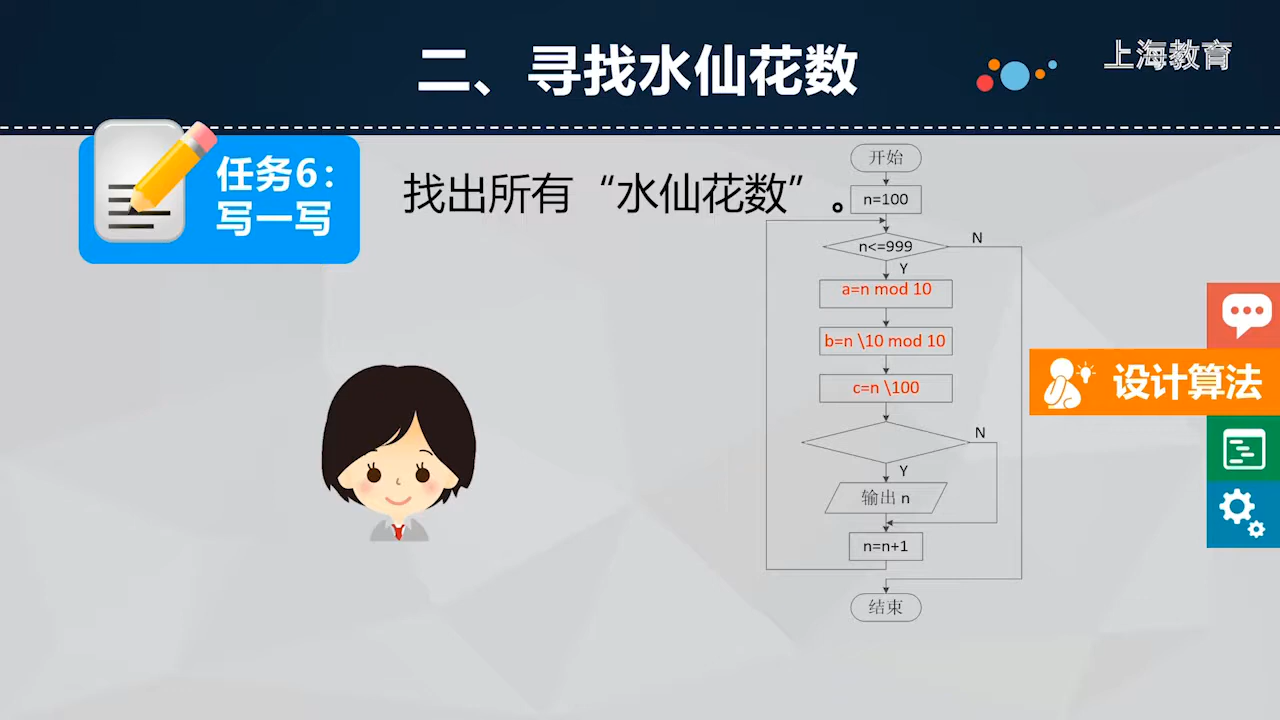 二、寻找水仙花数
上海教育
任务6：
写一写
找出所有“水仙花数”。
开始
n=100
n<=999
N
Y
a=n mod 10
b=n \10 mod 10
c=n \100
N
Y
输出 n
n=n+1
结束
设计算法